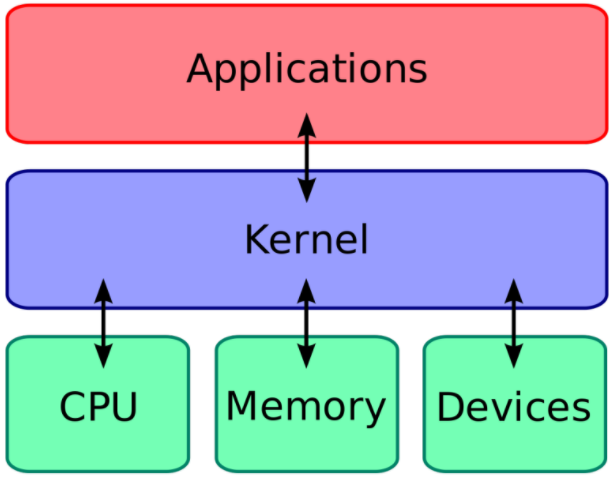 Applications
Kernel
CPU
Memory
Devices